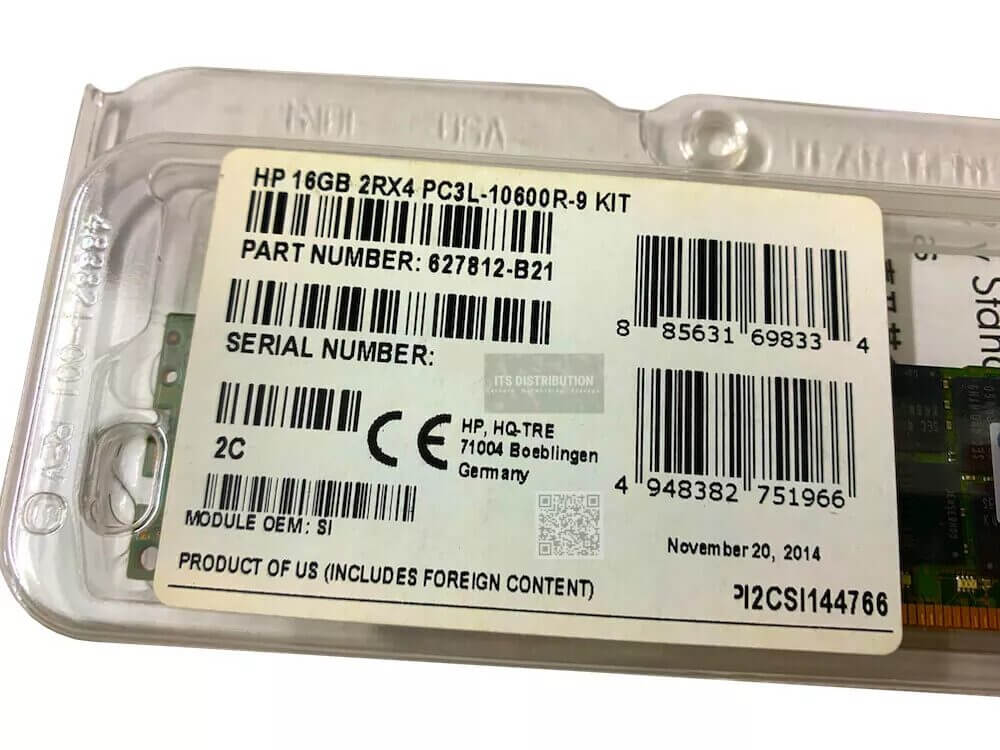 USA
HP 16GB 2RX4 PC3L-10600R-9 KIT
PART NUMBER: 627812-B21
8 85631 69833 4
SERIAL NUMBER:
ITS DISTRIBUTION
2C
CE
HP, HQ-TRE
71004 Boeblingen
Germany
4 948382 751966
MODULE OEM: SI
November 20, 2014
PRODUCT OF US (INCLUDES FOREIGN CONTENT)
PI2CSI144766